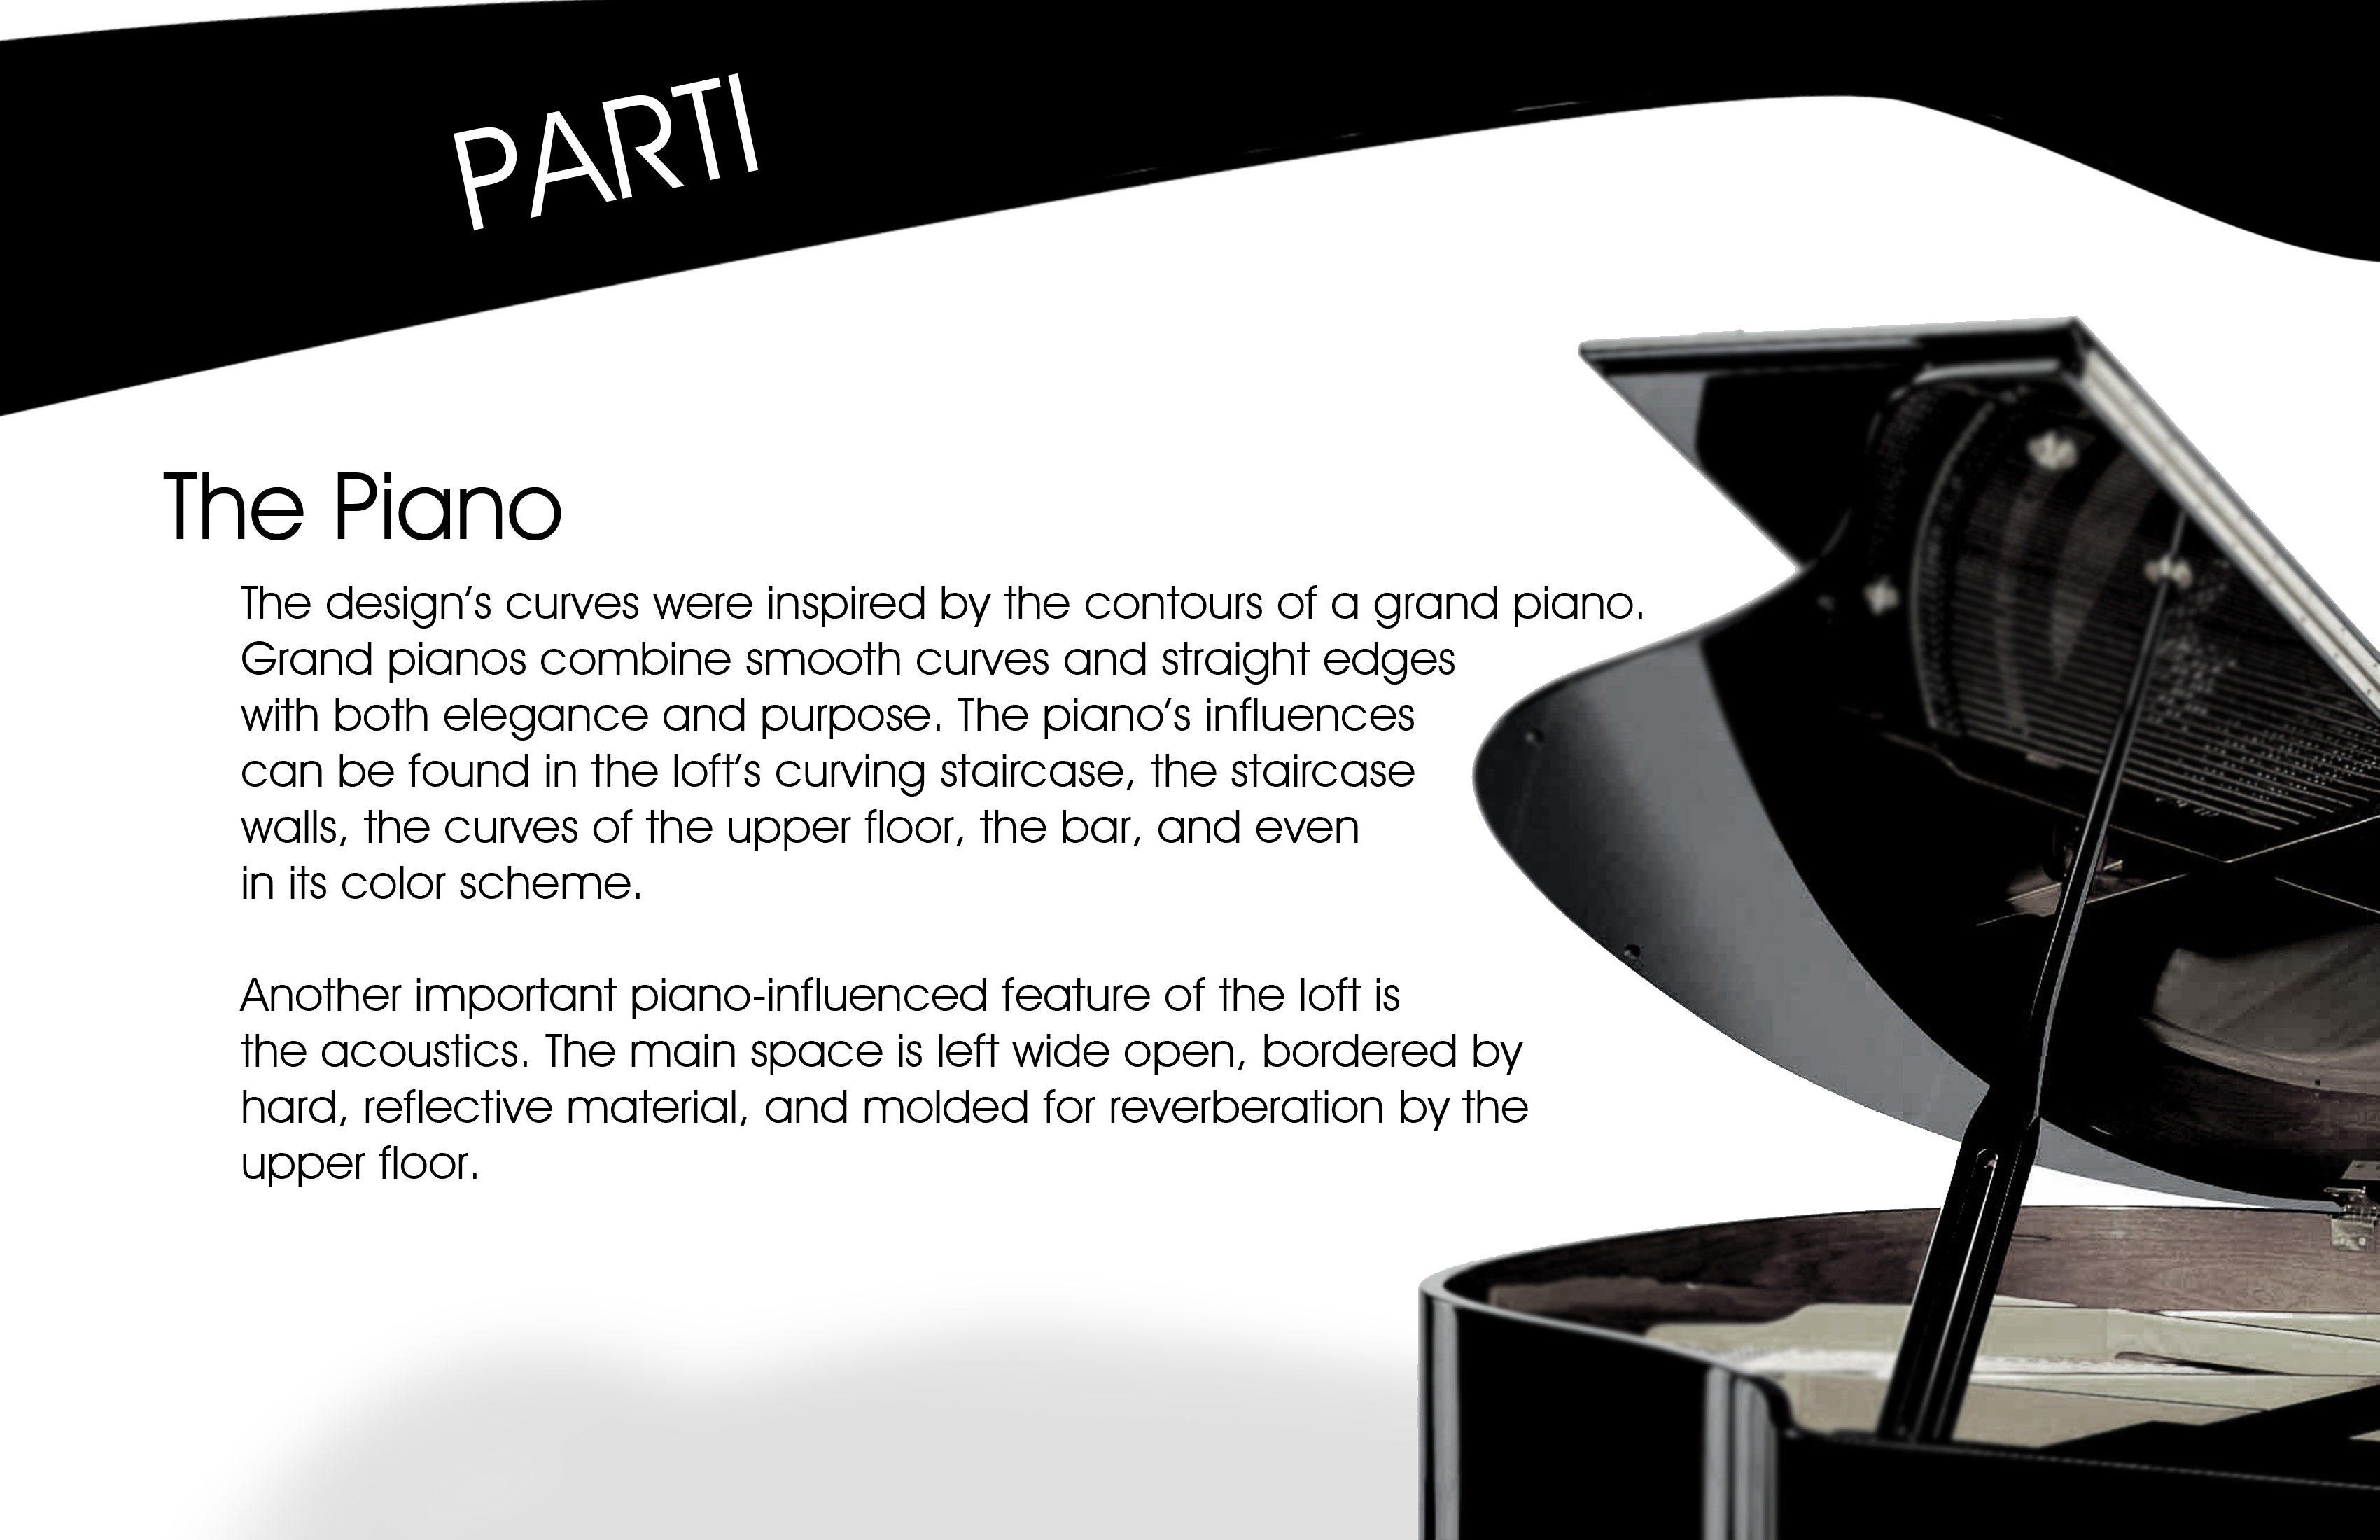 PARTI
The Piano
The design’s curves were inspired by the contours of a grand piano.
Grand pianos combine smooth curves and straight edges
with both elegance and purpose. The piano’s influences
can be found in the loft’s curving staircase, the staircase
walls, the curves of the upper floor, the bar, and even
in its color scheme.
Another important piano-influenced feature of the loft is
the acoustics. The main space is left wide open, bordered by
hard, reflective material, and molded for reverberation by the
upper floor.